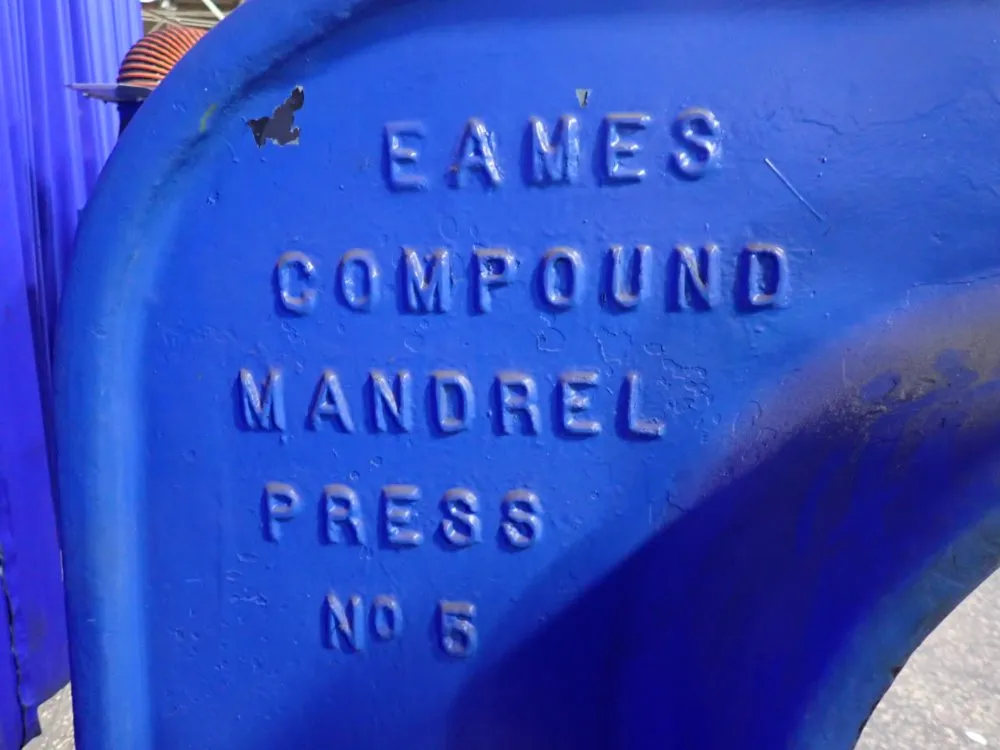 EAMES
COMPOUND
MANDREL
PRESS
Nº 5